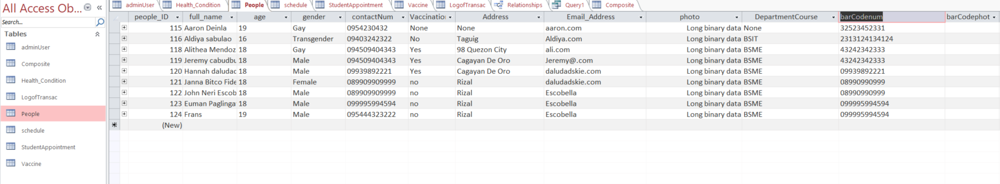 All Access Ob... «
Search...
Tables
adminUser
Composite
Health_Condition
LogofTransac
People
schedule
StudentAppointment
Vaccine
adminUser Health_Condition People schedule StudentAppointment Vaccine LogofTransac Relationships Query1 Composite
people_ID full_name age gender contactNum Vaccinatio Address Email_Address photo DepartmentCourse barCodenum barCodephot
115 Aaron Deinla 19 Gay 0954230432 None None aaron.com Long binary data None 32523452331
116 Aldiya sabulao 16 Transgender 09403242322 No Taguig Aldiya.com Long binary data BSIT 2313124134124
118 Alithea Mendoz 18 Gay 094509404343 Yes 98 Quezon City ali.com Long binary data BSME 43242342333
119 Jeremy cabudbu 18 Male 094509404343 Yes Cagayan De Oro Jeremy@.com Long binary data BSME 43242342333
120 Hannah daludac 18 Male 09939892221 Yes Cagayan De Oro daludadskie.com Long binary data BSME 09939892221
121 Janna Bitco Fide 18 Female 089909909999 no Rizal daludadskie.com Long binary data BSME 08990990999
122 John Neri Escob 18 Male 089909909999 no Rizal Escobella Long binary data BSME 08990990999
123 Euman Paglinga 18 Male 099995994594 no Rizal Escobella Long binary data BSME 099995994594
124 Frans 19 Male 095444323222 no Rizal Escobella Long binary data BSME 099995994594
(New)